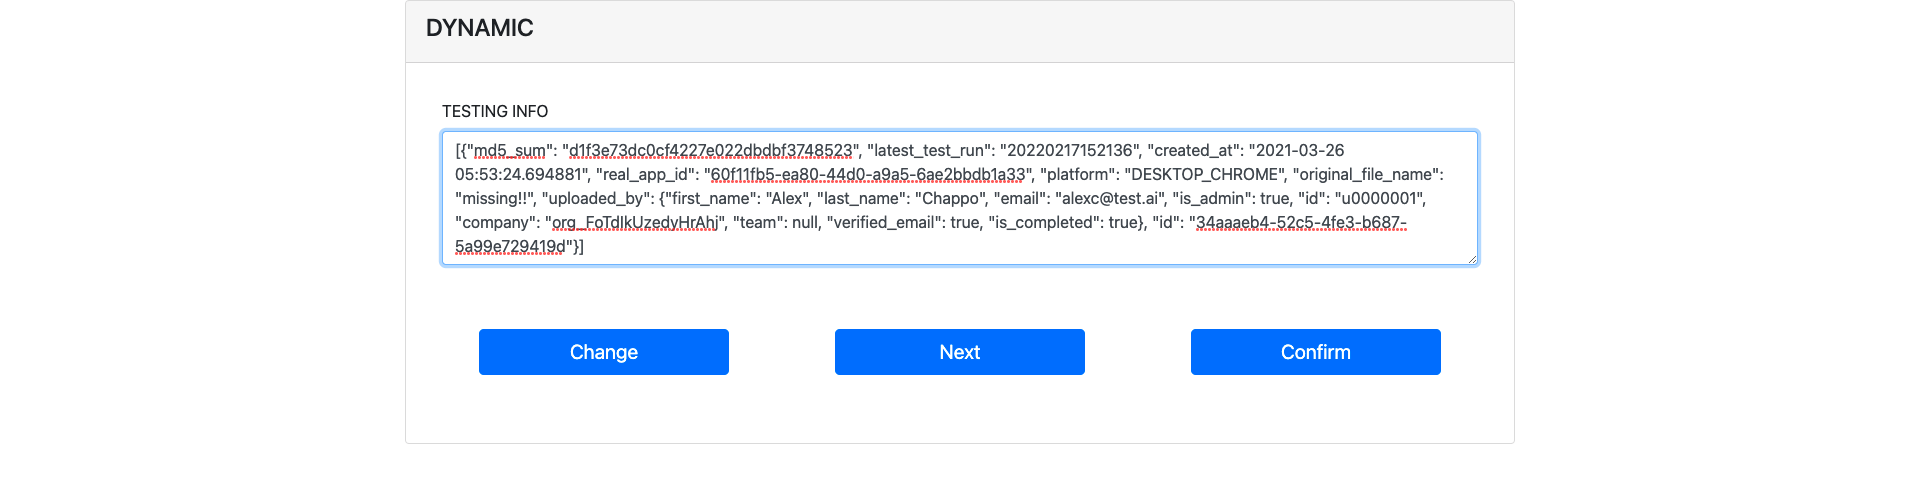 DYNAMIC
TESTING INFO
[{"md5_sum": "d1f3e73dc0cf4227e022dbdbf3748523", "latest_test_run": "20220217152136", "created_at": "2021-03-26
05:53:24.694881", "real_app_id": "60f11fb5-ea80-44d0-a9a5-6ae2bbdb1a33", "platform": "DESKTOP_CHROME", "original_file_name":
"missing!!", "uploaded_by": {"first_name": "Alex", "last_name": "Chappo", "email": "alexc@test.ai", "is_admin": true, "id": "u0000001",
"company": "org_FoTdIkUzedyHrAhj", "team": null, "verified_email": true, "is_completed": true}, "id": "34aaaeb4-52c5-4fe3-b687-
5a99e729419d"}]
Change Next Confirm